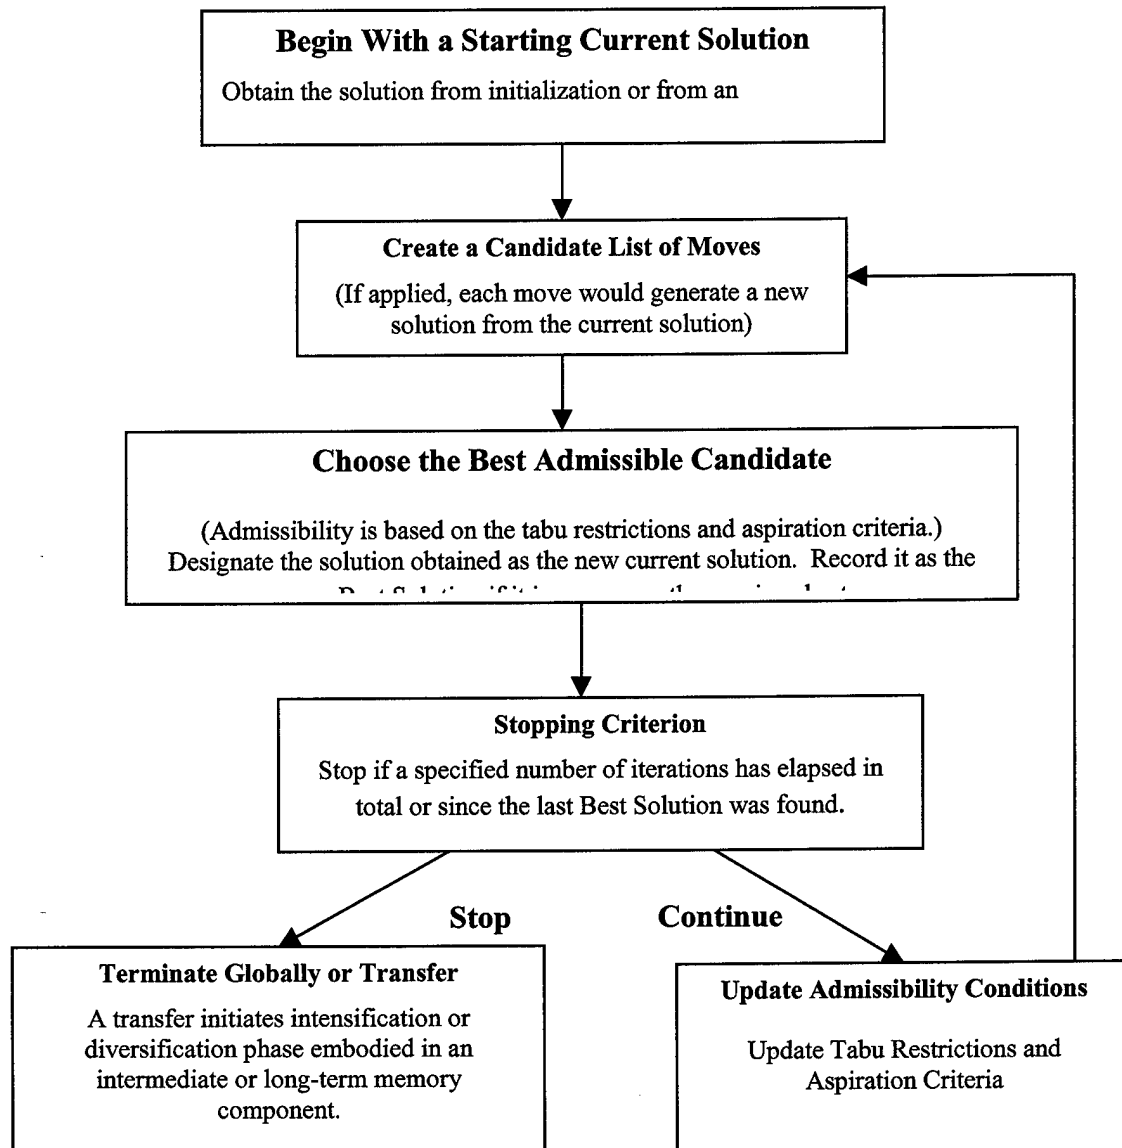 Begin With a Starting Current Solution
Obtain the solution from initialization or from an
Create a Candidate List of Moves
(If applied, each move would generate a new
solution from the current solution)
Choose the Best Admissible Candidate
(Admissibility is based on the tabu restrictions and aspiration criteria.)
Designate the solution obtained as the new current solution. Record it as the
Stopping Criterion
Stop if a specified number of iterations has elapsed in
total or since the last Best Solution was found.
Stop
Continue
Terminate Globally or Transfer
A transfer initiates intensification or
diversification phase embodied in an
intermediate or long-term memory
component.
Update Admissibility Conditions
Update Tabu Restrictions and
Aspiration Criteria